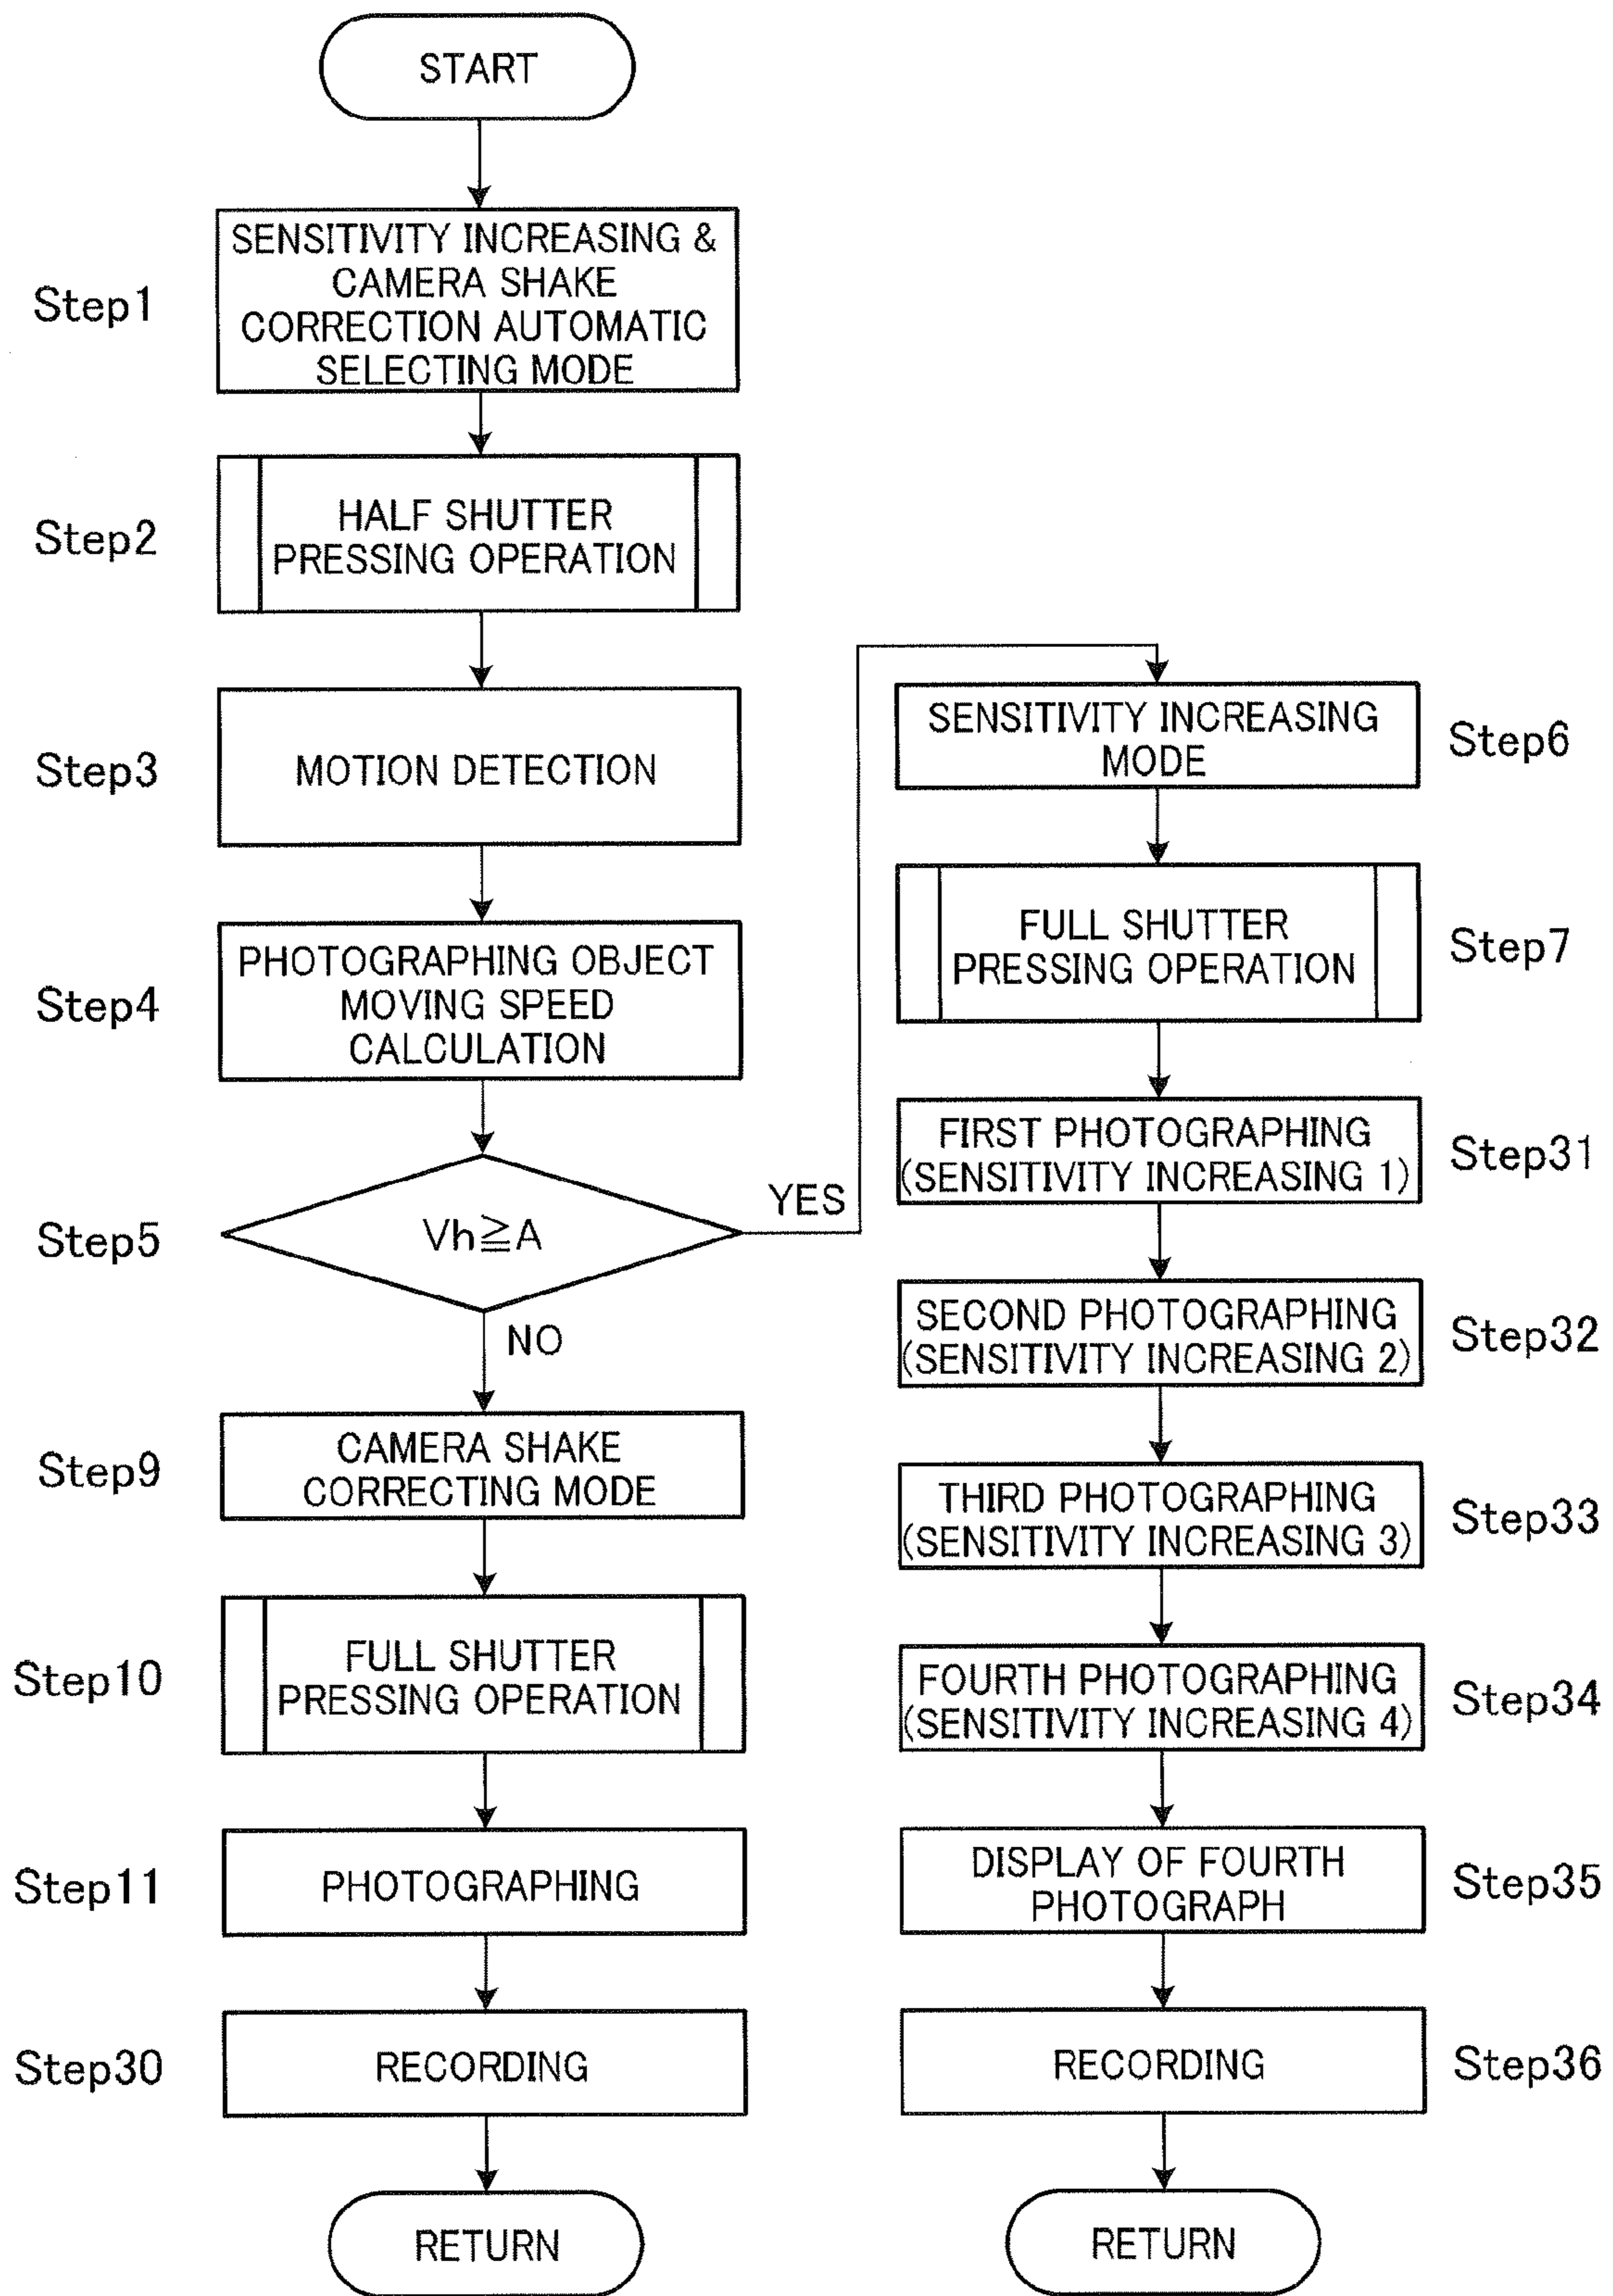 START
Step1
SENSITIVITY INCREASING &
CAMERA SHAKE
CORRECTION AUTOMATIC
SELECTING MODE
Step2
HALF SHUTTER
PRESSING OPERATION
Step3
MOTION DETECTION
Step4
PHOTOGRAPHING OBJECT
MOVING SPEED
CALCULATION
Step5
Vh≧A
YES
NO
Step9
CAMERA SHAKE
CORRECTING MODE
Step10
FULL SHUTTER
PRESSING OPERATION
Step11
PHOTOGRAPHING
Step30
RECORDING
RETURN
SENSITIVITY INCREASING
MODE
Step6
FULL SHUTTER
PRESSING OPERATION
Step7
FIRST PHOTOGRAPHING
(SENSITIVITY INCREASING 1)
Step31
SECOND PHOTOGRAPHING
(SENSITIVITY INCREASING 2)
Step32
THIRD PHOTOGRAPHING
(SENSITIVITY INCREASING 3)
Step33
FOURTH PHOTOGRAPHING
(SENSITIVITY INCREASING 4)
Step34
DISPLAY OF FOURTH
PHOTOGRAPH
Step35
RECORDING
Step36
RETURN